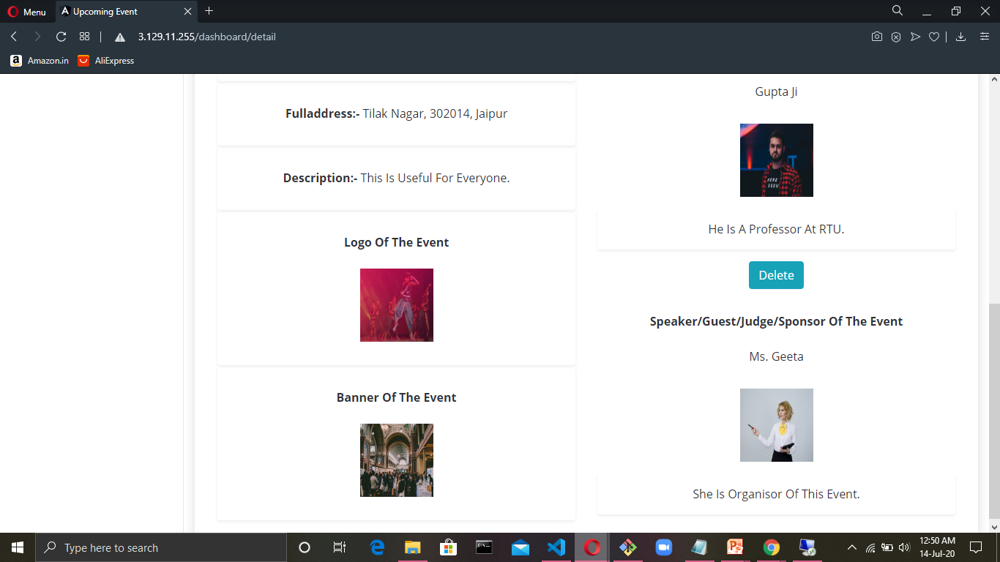 Menu
Upcoming Event
3.129.11.255/dashboard/detail
Amazon.in
AliExpress
Fulladdress:- Tilak Nagar, 302014, Jaipur
Description:- This Is Useful For Everyone.
Logo Of The Event
Banner Of The Event
Gupta Ji
HERE
SERV
He Is A Professor At RTU.
Delete
Speaker/Guest/Judge/Sponsor Of The Event
Ms. Geeta
She Is Organisor Of This Event.
Type here to search
12:50 AM
14-Jul-20